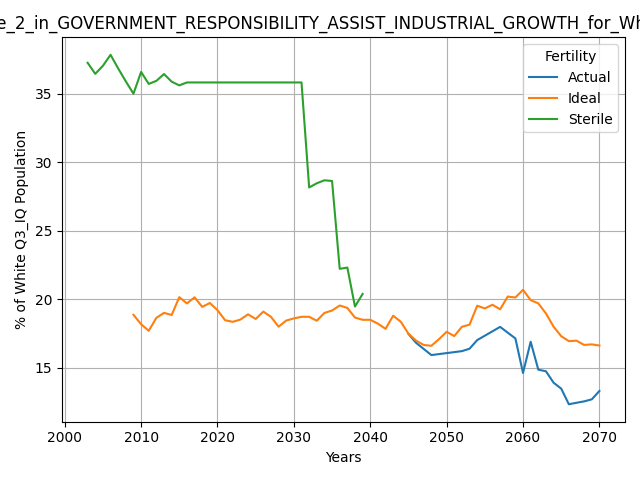 e_2_in_GOVERNMENT_RESPONSIBILITY_ASSIST_INDUSTRIAL_GROWTH_for_Wh
Fertility
Actual
Ideal
Sterile
% of White Q3_IQ Population
35
30
25
20
15
2000 2010 2020 2030 2040 2050 2060 2070
Years